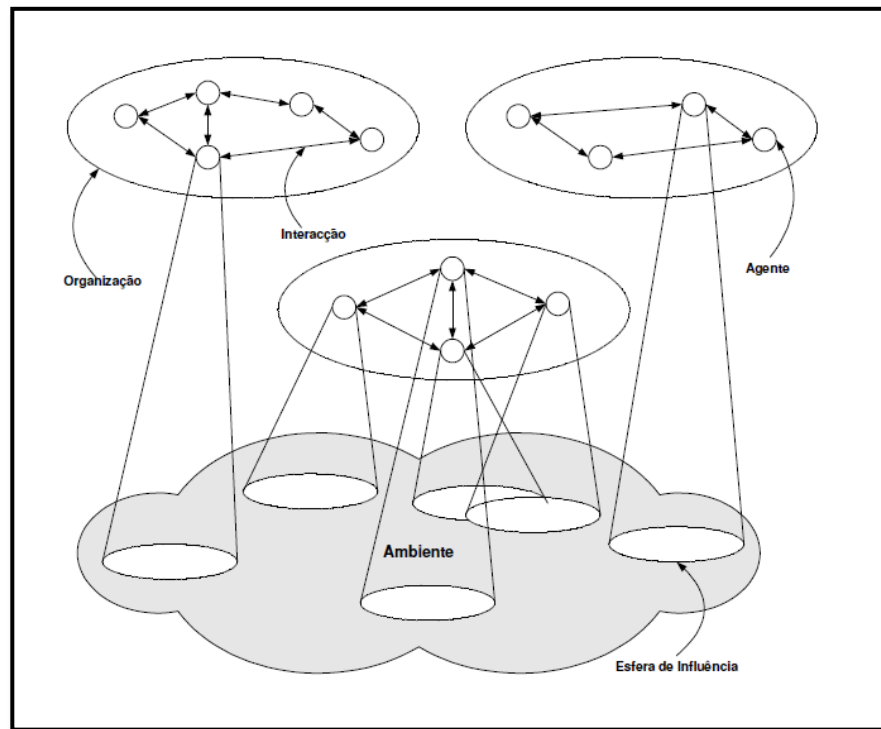 Interacção
Organização
Agente
Ambiente
Esfera de Influência